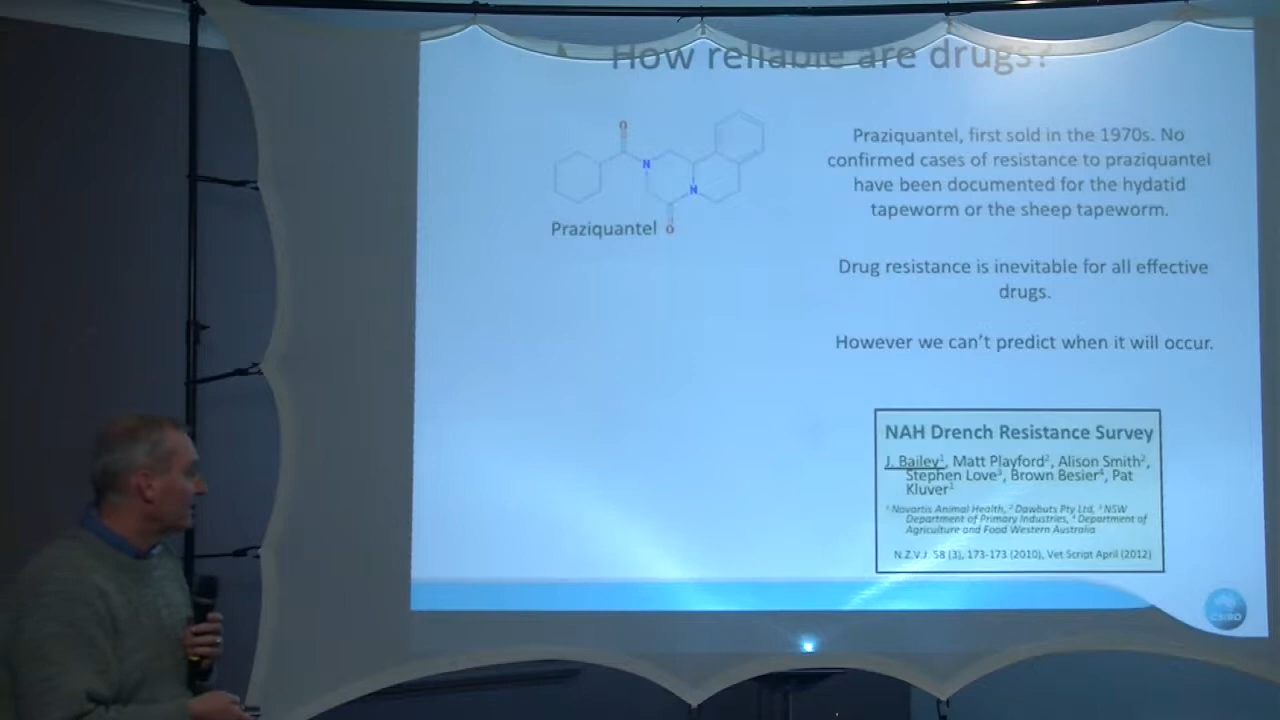 How reliable are drugs?
O
N
N
Praziquantel O
Praziquantel, first sold in the 1970s. No
confirmed cases of resistance to praziquantel
have been documented for the hydatid
tapeworm or the sheep tapeworm.
Drug resistance is inevitable for all effective
drugs.
However we can't predict when it will occur.
NAH Drench Resistance Survey
J. Bailey¹, Matt Playford², Alison Smith²,
Stephen Love³, Brown Besier⁴, Pat
Kluver¹
¹ Novartis Animal Health, ² Dawbuts Pty Ltd, ³ NSW
Department of Primary Industries, ⁴ Department of
Agriculture and Food Western Australia
N.Z.V.J. 58 (3), 173-173 (2010), Vet Script April (2012)
CSIRO